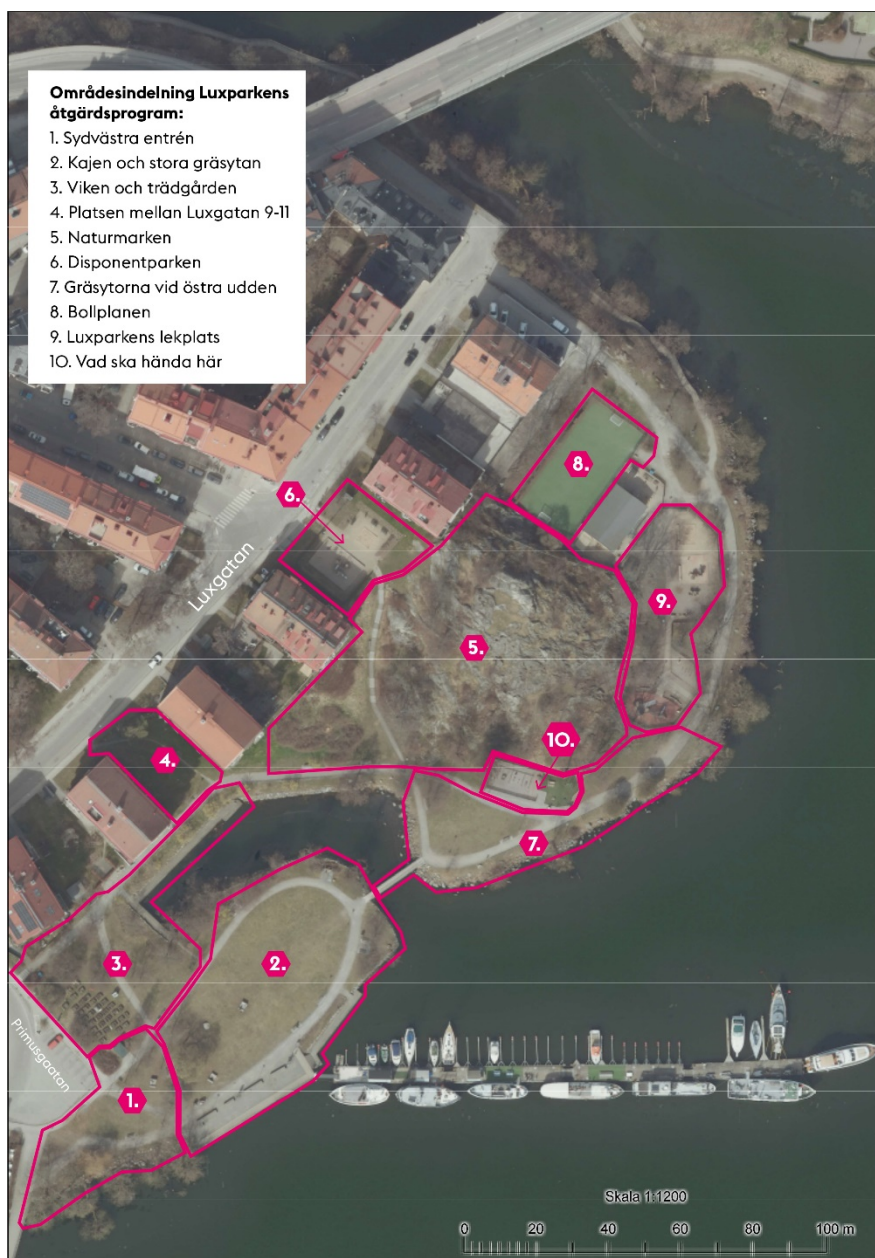 Områdesindelning Luxparkens
åtgärdsprogram:
1. Sydvästra entrén
2. Kajen och stora gräsytan
3. Viken och trädgården
4. Platsen mellan Luxgatan 9-11
5. Naturmarken
6. Disponentparken
7. Gräsytorna vid östra udden
8. Bollplanen
9. Luxparkens lekplats
10. Vad ska hända här
8.
6.
Luxgatan
9.
5.
10.
4.
7.
3.
2.
Primusgaatan
1.
Skala 1:1200
0 20 40 60 80 100 m